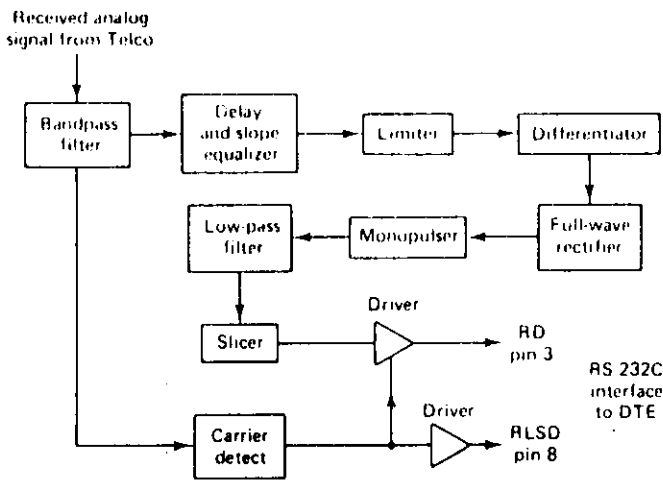 Received analog
signal from Telco
Bandpass
filter
Delay
and slope
equalizer
Limiter
Differentiator
Low-pass
filter
Monopulser
Full-wave
rectifier
Driver
Slicer
RD
pin 3
RS 232C
interface
to DTE
Driver
Carrier
detect
RLSD
pin 8